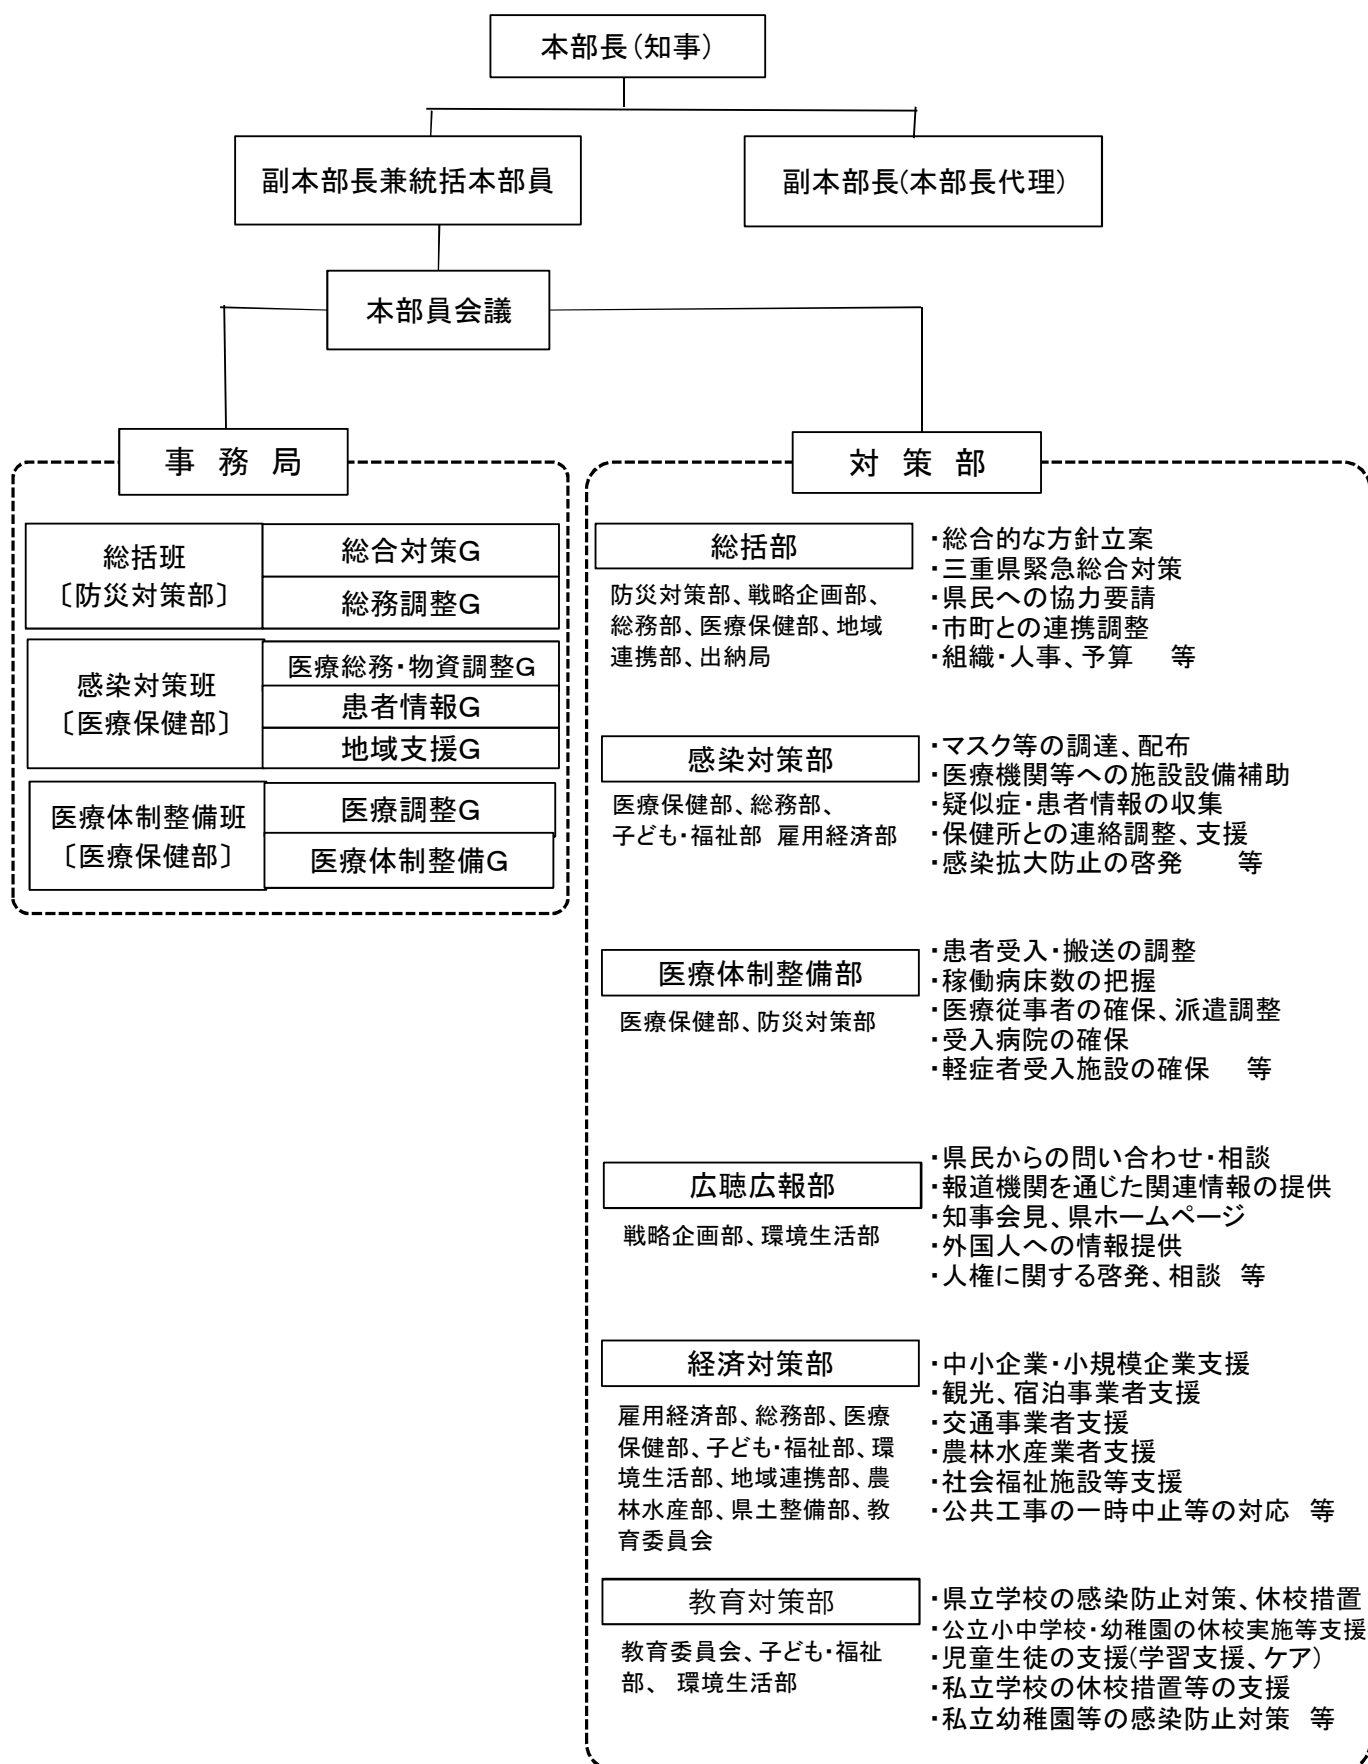 本部長(知事)
副本部長兼統括本部員
副本部長(本部長代理)
本部員会議
事務局
総括班
〔防災対策部〕
総合対策G
総務調整G
感染対策班
〔医療保健部〕
医療総務・物資調整G
患者情報G
地域支援G
医療体制整備班
〔医療保健部〕
医療調整G
医療体制整備G
対策部
総括部
防災対策部、戦略企画部、
総務部、医療保健部、地域
連携部、出納局
・総合的な方針立案
・三重県緊急総合対策
・県民への協力要請
・市町との連携調整
・組織・人事、予算 等
感染対策部
医療保健部、総務部、
子ども・福祉部 雇用経済部
・マスク等の調達、配布
・医療機関等への施設設備補助
・疑似症・患者情報の収集
・保健所との連絡調整、支援
・感染拡大防止の啓発 等
医療体制整備部
医療保健部、防災対策部
・患者受入・搬送の調整
・稼働病床数の把握
・医療従事者の確保、派遣調整
・受入病院の確保
・軽症者受入施設の確保 等
広聴広報部
戦略企画部、環境生活部
・県民からの問い合わせ・相談
・報道機関を通じた関連情報の提供
・知事会見、県ホームページ
・外国人への情報提供
・人権に関する啓発、相談 等
経済対策部
雇用経済部、総務部、医療
保健部、子ども・福祉部、環
境生活部、地域連携部、農
林水産部、県土整備部、教
育委員会
・中小企業・小規模企業支援
・観光、宿泊事業者支援
・交通事業者支援
・農林水産業者支援
・社会福祉施設等支援
・公共工事の一時中止等の対応 等
教育対策部
教育委員会、子ども・福祉
部、 環境生活部
・県立学校の感染防止対策、休校措置
・公立小中学校・幼稚園の休校実施等支援
・児童生徒の支援(学習支援、ケア)
・私立学校の休校措置等の支援
・私立幼稚園等の感染防止対策 等